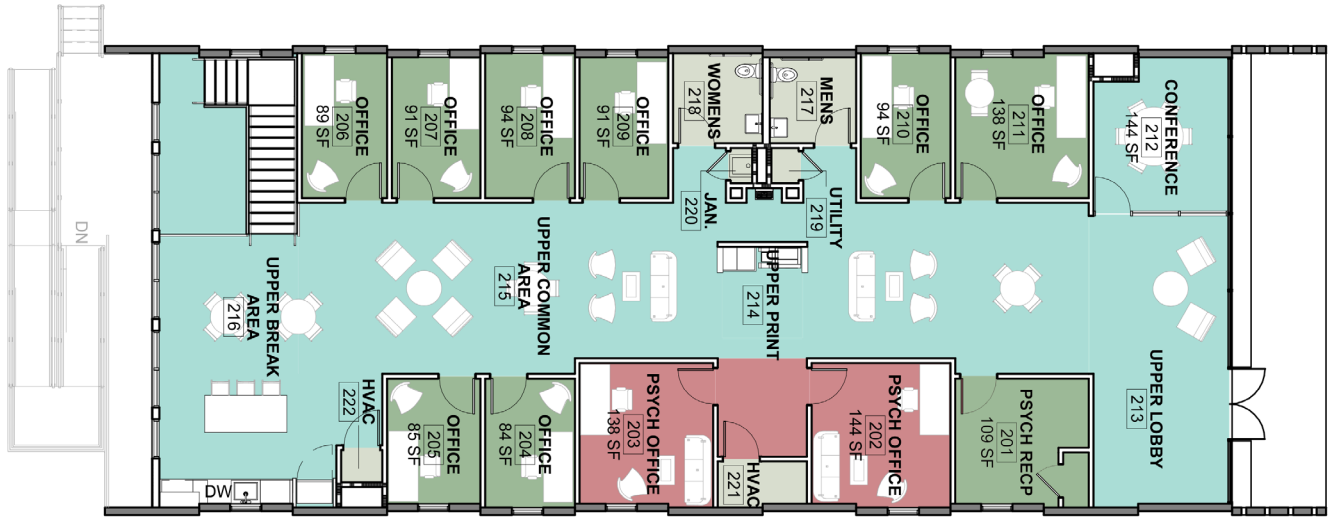 OFFICE
206
89 SF
OFFICE
207
91 SF
OFFICE
208
94 SF
OFFICE
209
91 SF
WOMENS
218
MENS
217
OFFICE
210
94 SF
OFFICE
211
138 SF
CONFERENCE
212
144 SF
JAN.
220
UTILITY
219
DN
UPPER BREAK
AREA
216
UPPER COMMON
AREA
215
UPPER PRINT
214
UPPER LOBBY
213
HVAC
222
OFFICE
205
85 SF
OFFICE
204
84 SF
PSYCH OFFICE
203
138 SF
HVAC
221
PSYCH OFFICE
202
144 SF
PSYCH RECP
201
109 SF
DW